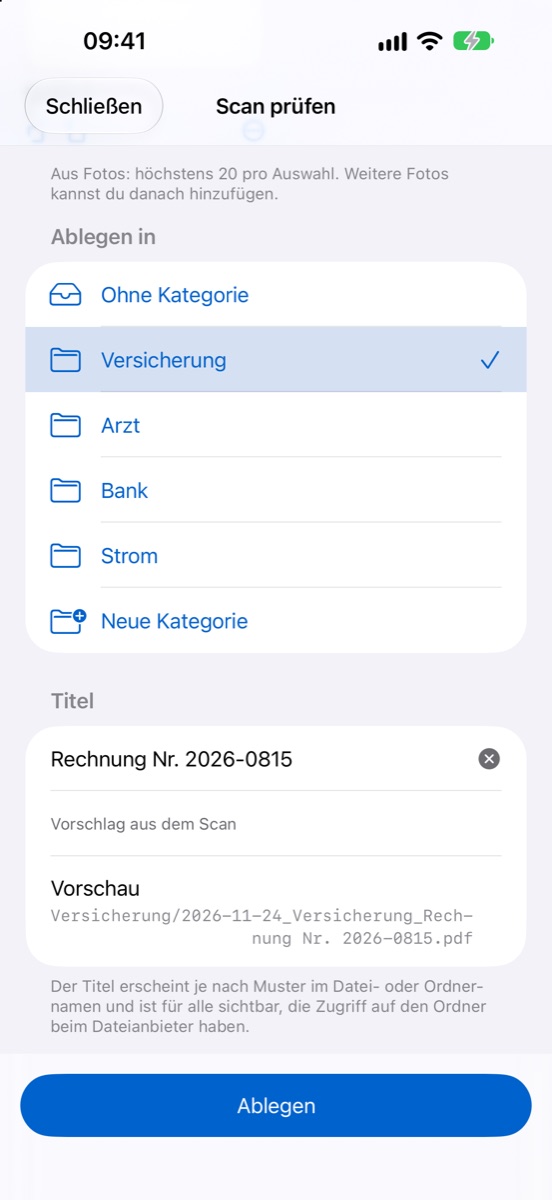 09:41
Schließen
Scan prüfen
Aus Fotos: höchstens 20 pro Auswahl. Weitere Fotos
kannst du danach hinzufügen.
Ablegen in
Ohne Kategorie
Versicherung
Arzt
Bank
Strom
Neue Kategorie
Titel
Rechnung Nr. 2026-0815
Vorschlag aus dem Scan
Vorschau
Versicherung/2026-11-24_Versicherung_Rech-
nung Nr. 2026-0815.pdf
Der Titel erscheint je nach Muster im Datei- oder Ordner-
namen und ist für alle sichtbar, die Zugriff auf den Ordner
beim Dateianbieter haben.
Ablegen